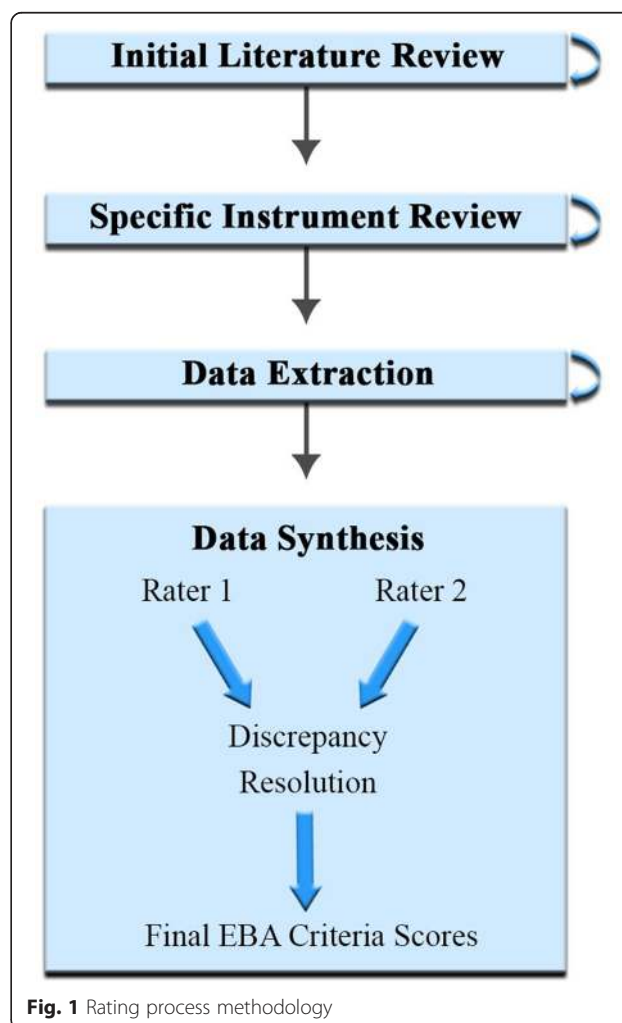 Initial Literature Review
Specific Instrument Review
Data Extraction
Data Synthesis
Rater 1 Rater 2
Discrepancy
Resolution
Final EBA Criteria Scores
Fig. 1 Rating process methodology